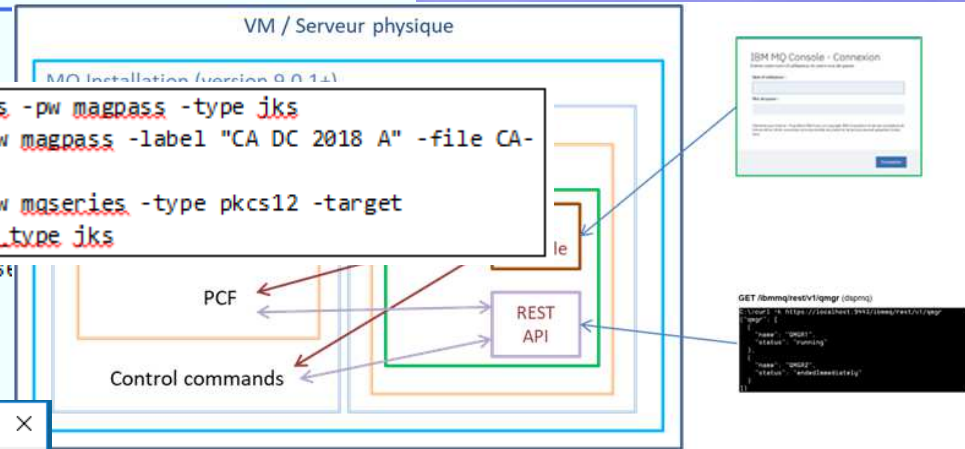 VM / Serveur physique
MQ Installation (version 9.0.1+)
s -pw magpass -type jks
w magpass -label "CA DC 2018 A" -file CA-
w mqseries -type pkcs12 -target
_type jks
le
PCF
REST
API
Control commands
IBM MQ Console - Connexion
GET /ibmmq/rest/v1/qmgr (dspmq)
C:\>curl -k https://localhost:9443/ibmmq/rest/v1/qmgr
{"qmgr": [
{
"name": "QMGR1",
"status": "running"
},
{
"name": "QMGR2",
"status": "endedImmediately"
}
]}